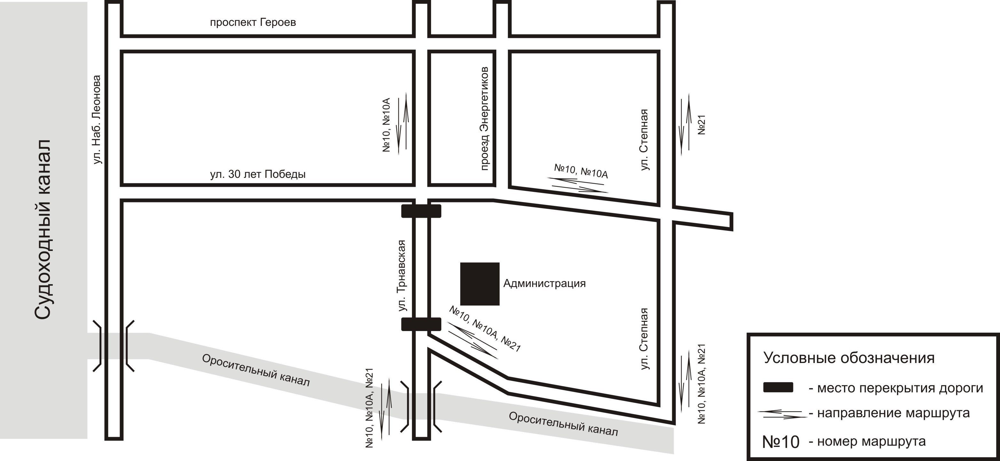 проспект Героев
Судоходный канал
ул. Наб. Леонова
№10, №10А
проезд Энергетиков
ул. Степная
№21
№10, №10А
ул. 30 лет Победы
ул. Трнавская
Администрация
№10, №10А, №21
ул. Степная
№10, №10А, №21
Оросительный канал
№10, №10А, №21
Оросительный канал
Условные обозначения
- место перекрытия дороги
- направление маршрута
№10 - номер маршрута